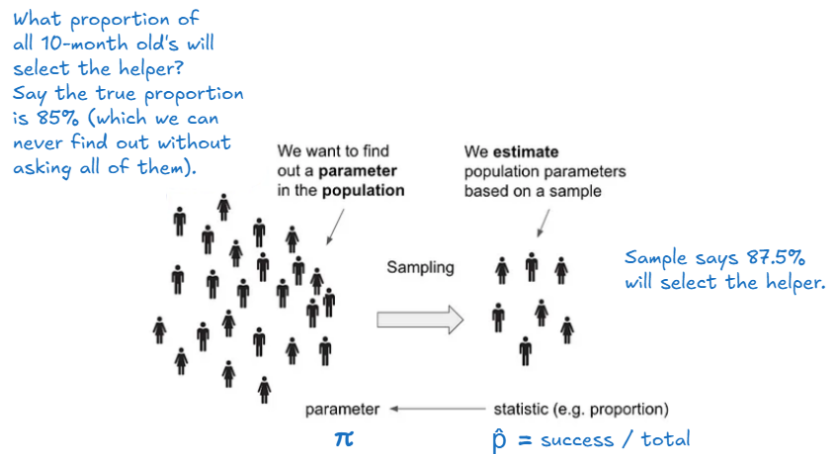 What proportion of
all 10-month old's will
select the helper?
Say the true proportion
is 85% (which we can
never find out without
asking all of them).
We want to find
out a parameter
in the population
We estimate
population parameters
based on a sample
Sampling
Sample says 87.5%
will select the helper.
parameter
statistic (e.g. proportion)
π
p̂ = success / total